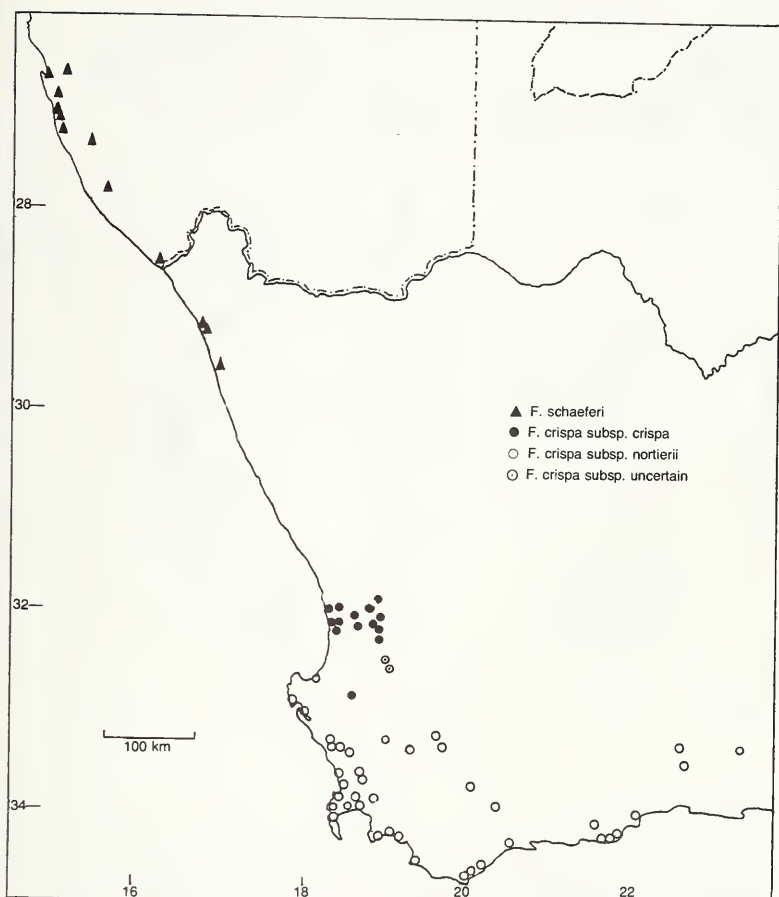 28
30
▲ F. schaeferi
● F. crispa subsp. crispa
○ F. crispa subsp. nortierii
⊙ F. crispa subsp. uncertain
32
100 km
34
16 18 20 22